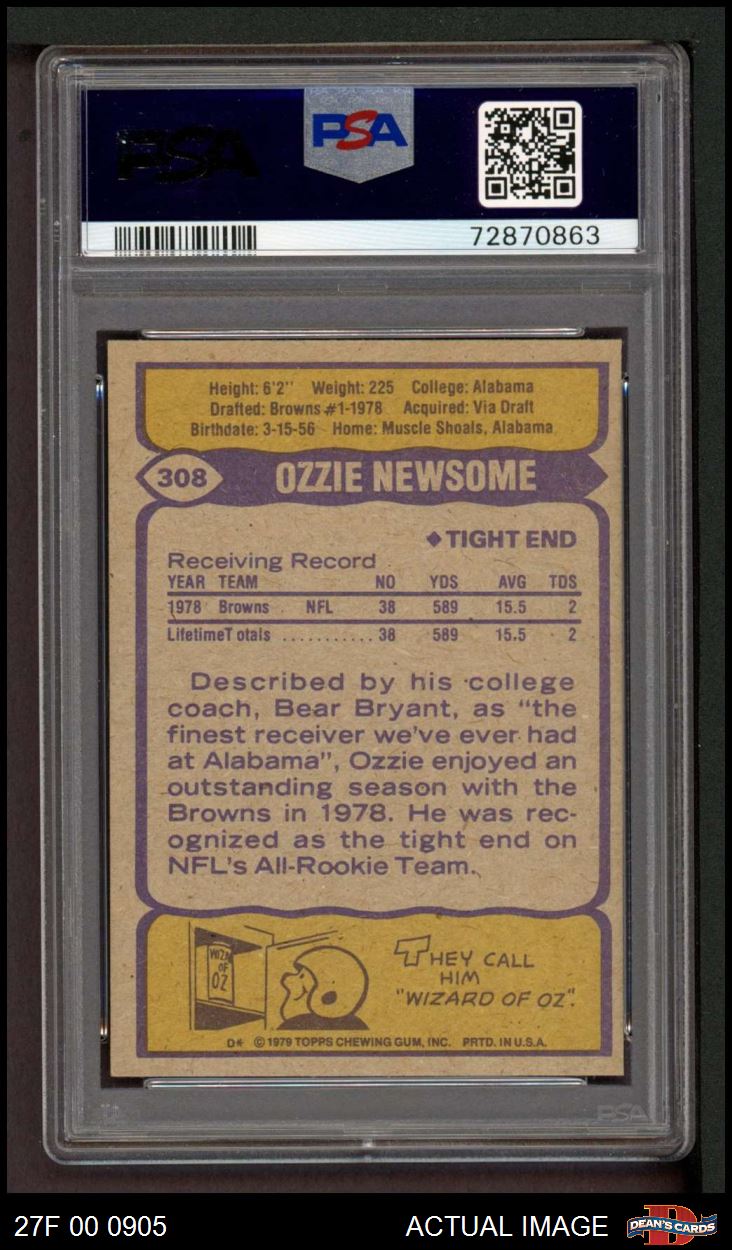 PSA
PSA
72870863
Height: 6'2'' Weight: 225 College: Alabama
Drafted: Browns #1-1978 Acquired: Via Draft
Birthdate: 3-15-56 Home: Muscle Shoals, Alabama
308 OZZIE NEWSOME
◆TIGHT END
Receiving Record
YEAR TEAM NO YDS AVG TDS
1978 Browns NFL 38 589 15.5 2
LifetimeT otals ........... 38 589 15.5 2
Described by his college
coach, Bear Bryant, as “the
finest receiver we've ever had
at Alabama”, Ozzie enjoyed an
outstanding season with the
Browns in 1978. He was rec-
ognized as the tight end on
NFL's All-Rookie Team.
OF
OZ
THEY CALL
HIM
"WIZARD OF OZ".
D* © 1979 TOPPS CHEWING GUM, INC. PRTD. IN U.S.A.
PSA
27F 00 0905 ACTUAL IMAGE DEAN'S CARDS